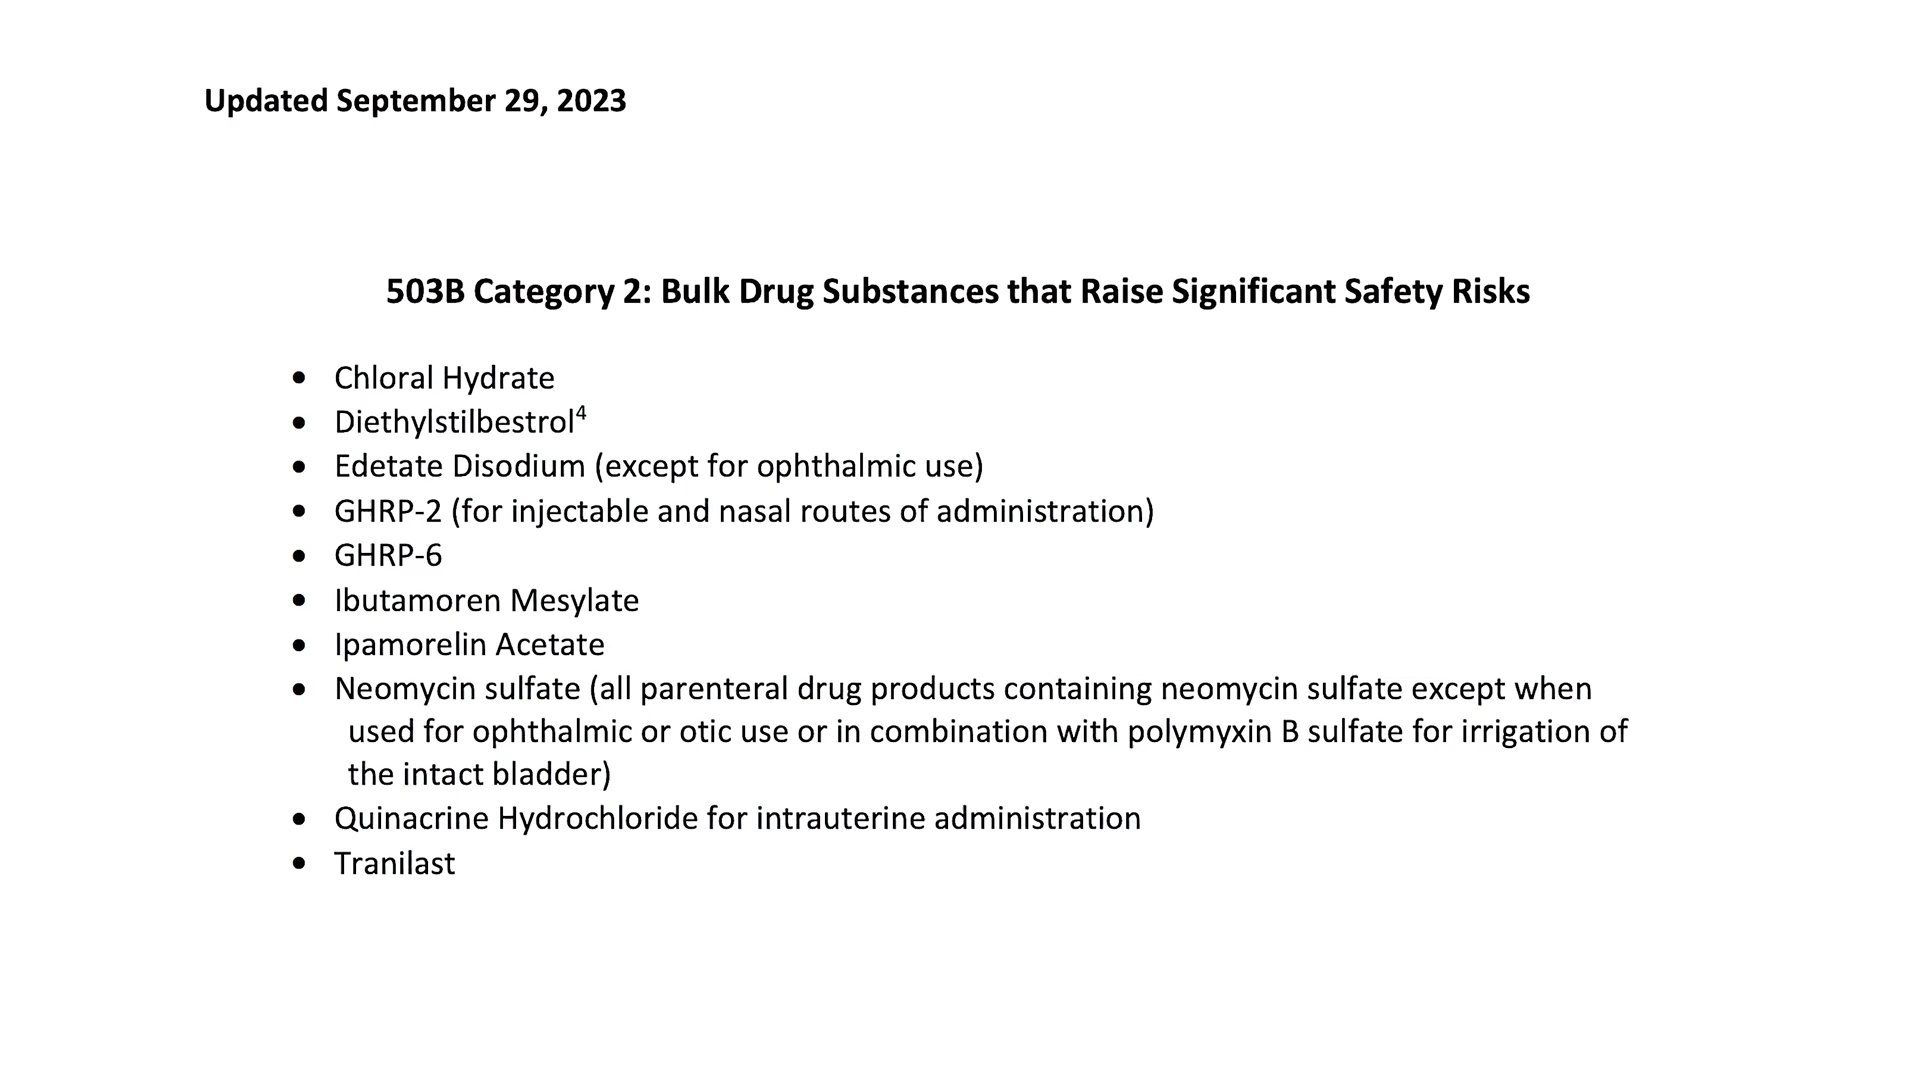 Updated September 29, 2023
503B Category 2: Bulk Drug Substances that Raise Significant Safety Risks
• Chloral Hydrate
• Diethylstilbestrol⁴
• Edetate Disodium (except for ophthalmic use)
• GHRP-2 (for injectable and nasal routes of administration)
• GHRP-6
• Ibutamoren Mesylate
• Ipamorelin Acetate
• Neomycin sulfate (all parenteral drug products containing neomycin sulfate except when
used for ophthalmic or otic use or in combination with polymyxin B sulfate for irrigation of
the intact bladder)
• Quinacrine Hydrochloride for intrauterine administration
• Tranilast